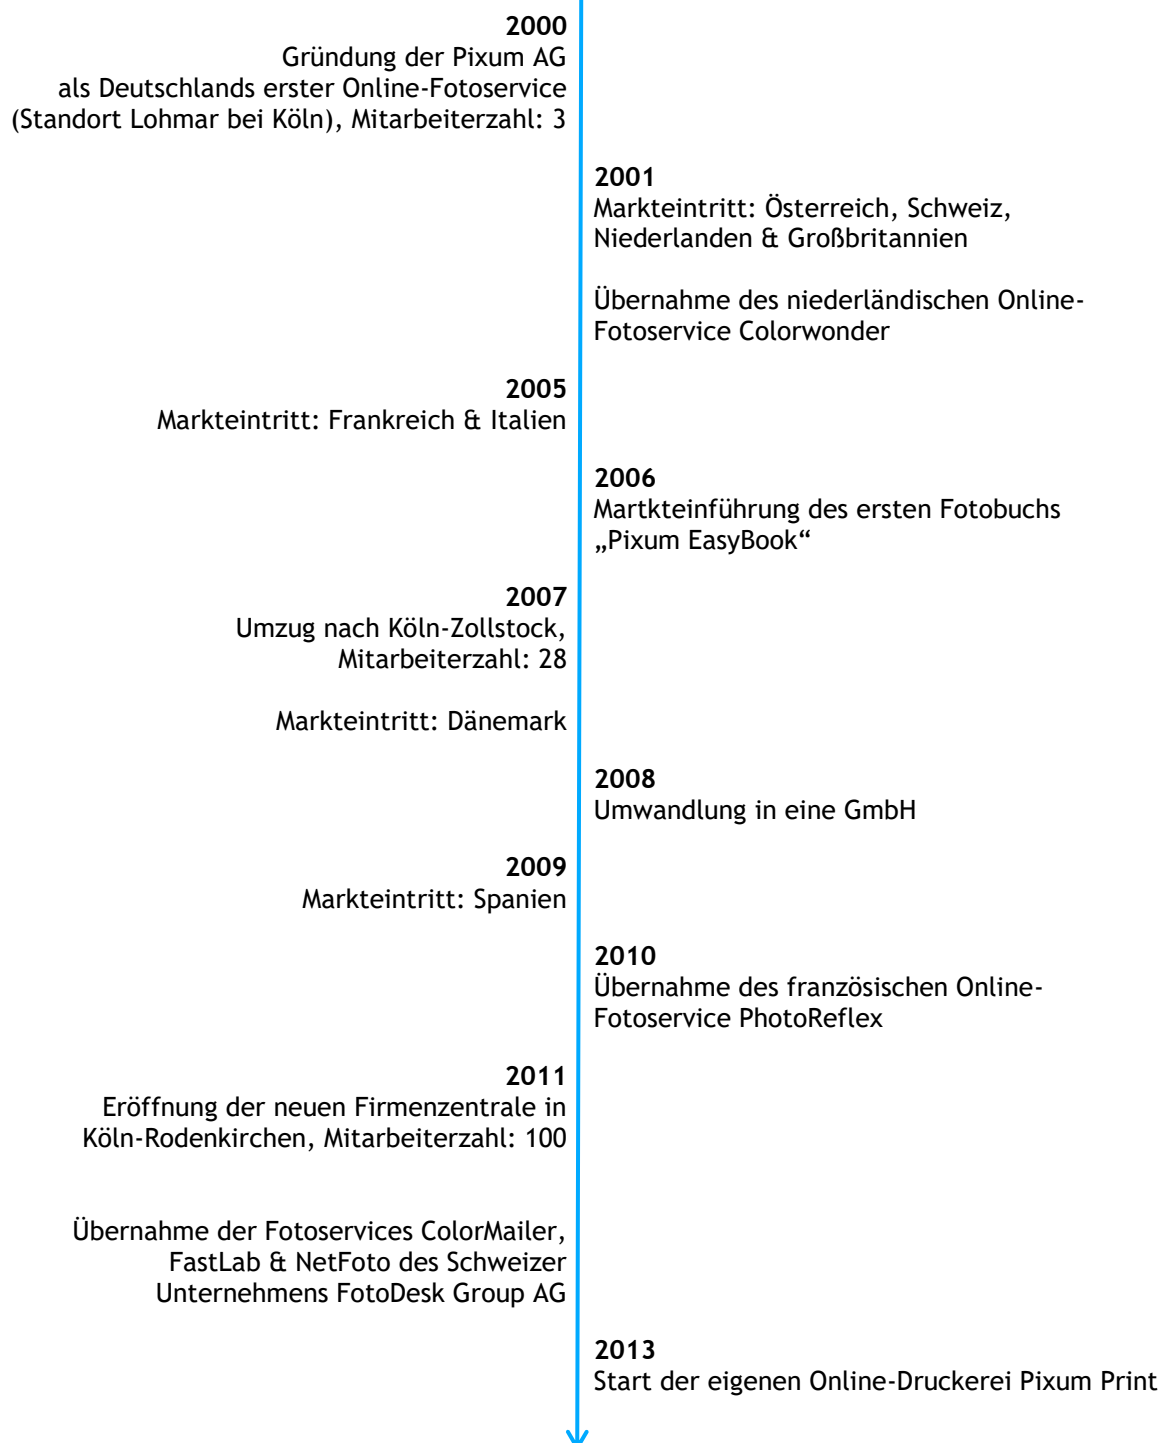 2000
Gründung der Pixum AG
als Deutschlands erster Online-Fotoservice
(Standort Lohmar bei Köln), Mitarbeiterzahl: 3
2001
Markteintritt: Österreich, Schweiz,
Niederlanden & Großbritannien
Übernahme des niederländischen Online-
Fotoservice Colorwonder
2005
Markteintritt: Frankreich & Italien
2006
Martkteinführung des ersten Fotobuchs
„Pixum EasyBook“
2007
Umzug nach Köln-Zollstock,
Mitarbeiterzahl: 28
Markteintritt: Dänemark
2008
Umwandlung in eine GmbH
2009
Markteintritt: Spanien
2010
Übernahme des französischen Online-
Fotoservice PhotoReflex
2011
Eröffnung der neuen Firmenzentrale in
Köln-Rodenkirchen, Mitarbeiterzahl: 100
Übernahme der Fotoservices ColorMailer,
FastLab & NetFoto des Schweizer
Unternehmens FotoDesk Group AG
2013
Start der eigenen Online-Druckerei Pixum Print